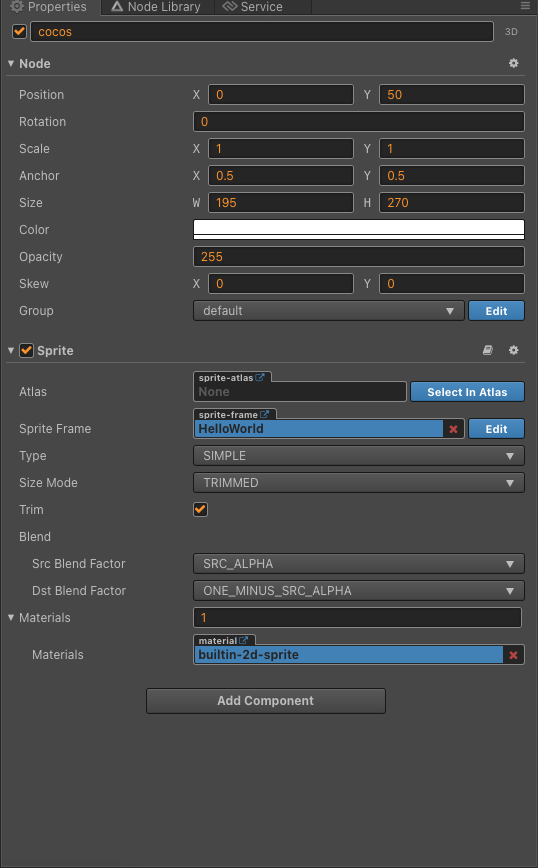 Properties Node Library Service
cocos 3D
Node
Position X 0 Y 50
Rotation 0
Scale X 1 Y 1
Anchor X 0.5 Y 0.5
Size W 195 H 270
Color
Opacity 255
Skew X 0 Y 0
Group default Edit
Sprite
sprite-atlas
Atlas None Select In Atlas
sprite-frame
Sprite Frame HelloWorld Edit
Type SIMPLE
Size Mode TRIMMED
Trim
Blend
Src Blend Factor SRC_ALPHA
Dst Blend Factor ONE_MINUS_SRC_ALPHA
Materials 1
material
Materials builtin-2d-sprite
Add Component